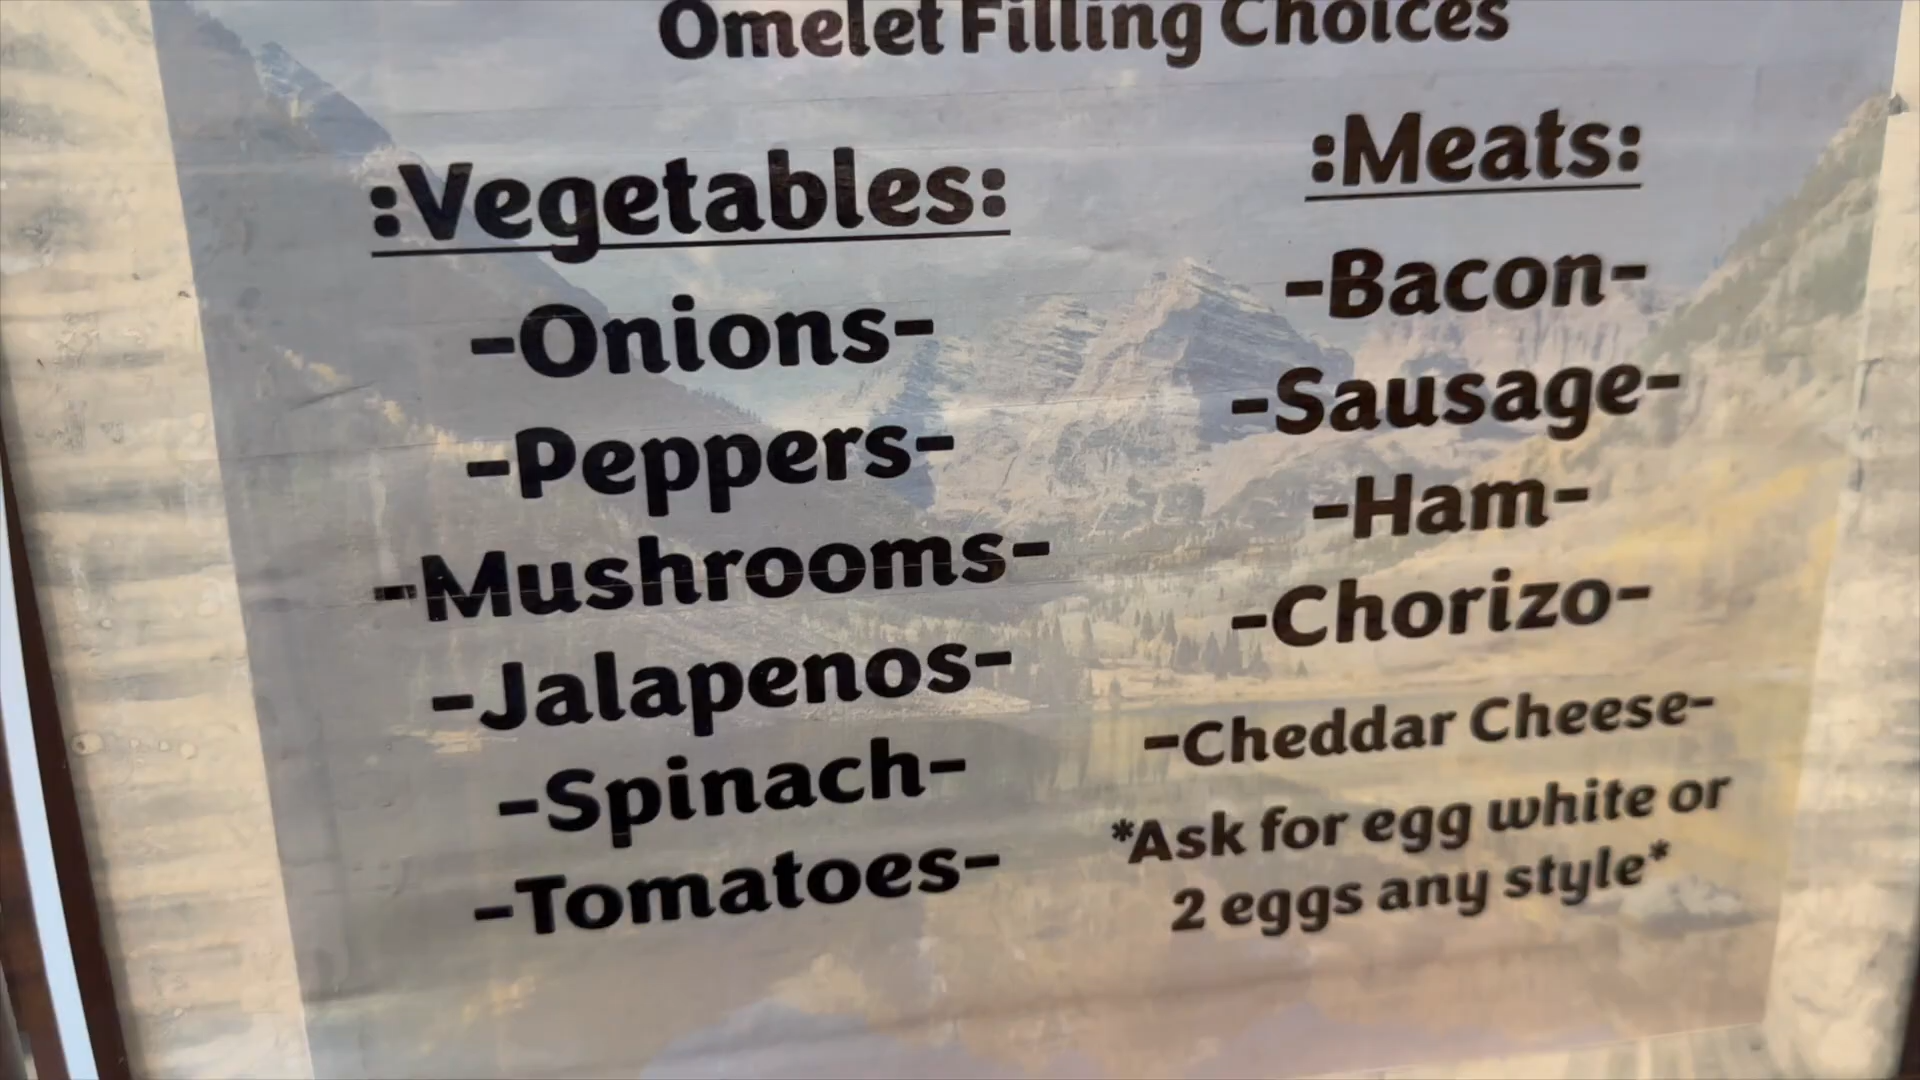 Omelet Filling Choices
:Vegetables:
-Onions-
-Peppers-
-Mushrooms-
-Jalapenos-
-Spinach-
-Tomatoes-
:Meats:
-Bacon-
-Sausage-
-Ham-
-Chorizo-
-Cheddar Cheese-
*Ask for egg white or
2 eggs any style*